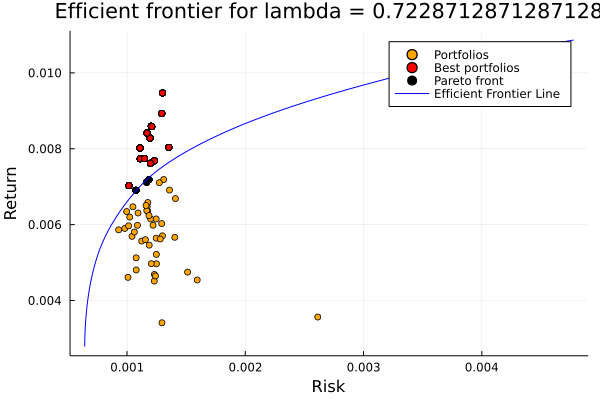 Efficient frontier for lambda = 0.7228712871287128
Portfolios
Best portfolios
Pareto front
Efficient Frontier Line
0.010
0.008
0.006
0.004
Return
0.001 0.002 0.003 0.004
Risk